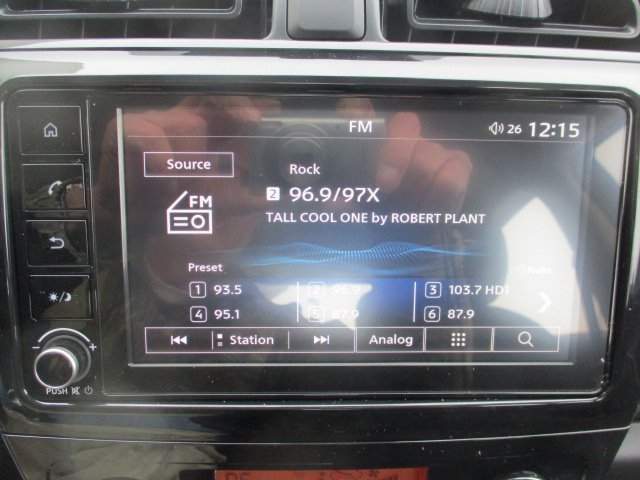 FM 26 12:15
Source
Rock
FM
2 96.9/97X
TALL COOL ONE by ROBERT PLANT
Preset HD Radio
1 93.5 2 96.9 3 103.7 HD1
4 95.1 5 87.9 6 87.9
Station Analog
- +
PUSH